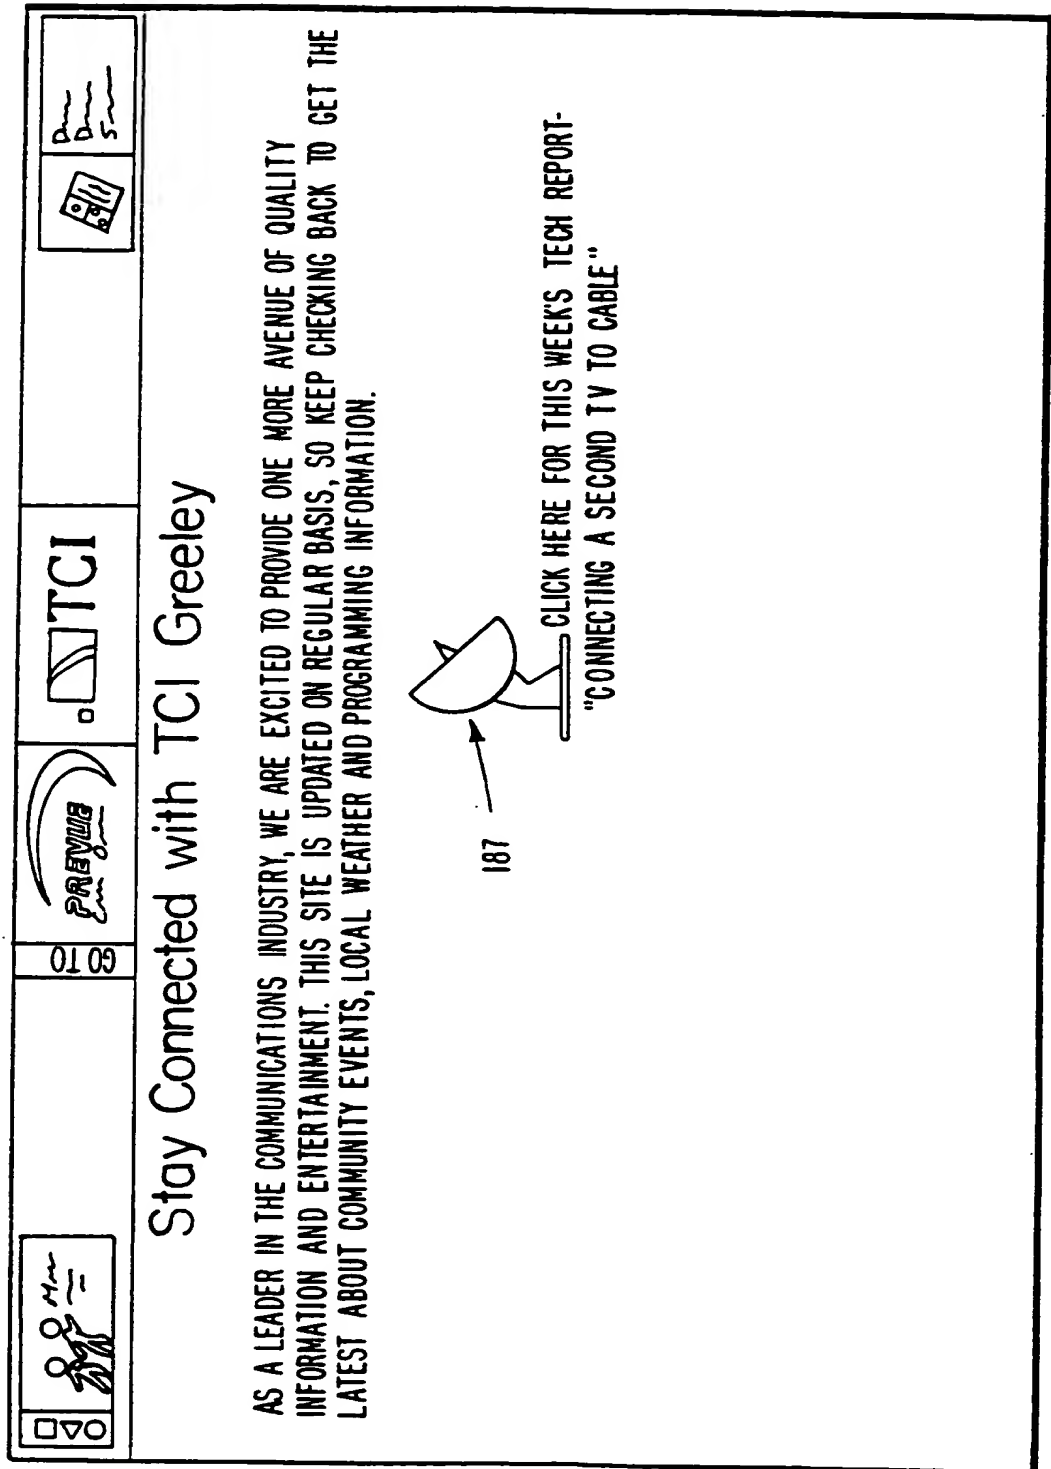 GO TO
PREVUE
TCI
Stay Connected with TCI Greeley
AS A LEADER IN THE COMMUNICATIONS INDUSTRY, WE ARE EXCITED TO PROVIDE ONE MORE AVENUE OF QUALITY
INFORMATION AND ENTERTAINMENT. THIS SITE IS UPDATED ON REGULAR BASIS, SO KEEP CHECKING BACK TO GET THE
LATEST ABOUT COMMUNITY EVENTS, LOCAL WEATHER AND PROGRAMMING INFORMATION.
187
CLICK HERE FOR THIS WEEK'S TECH REPORT-
"CONNECTING A SECOND TV TO CABLE"